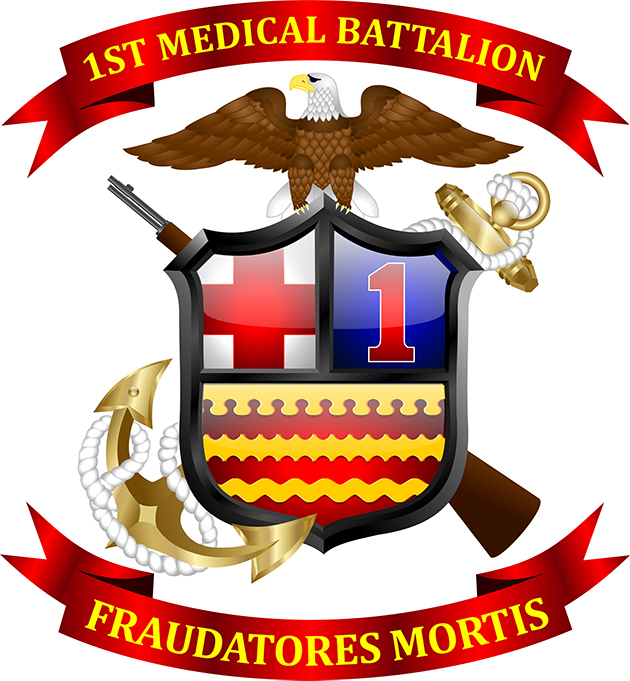 1ST MEDICAL BATTALION
1
FRAUDATORES MORTIS